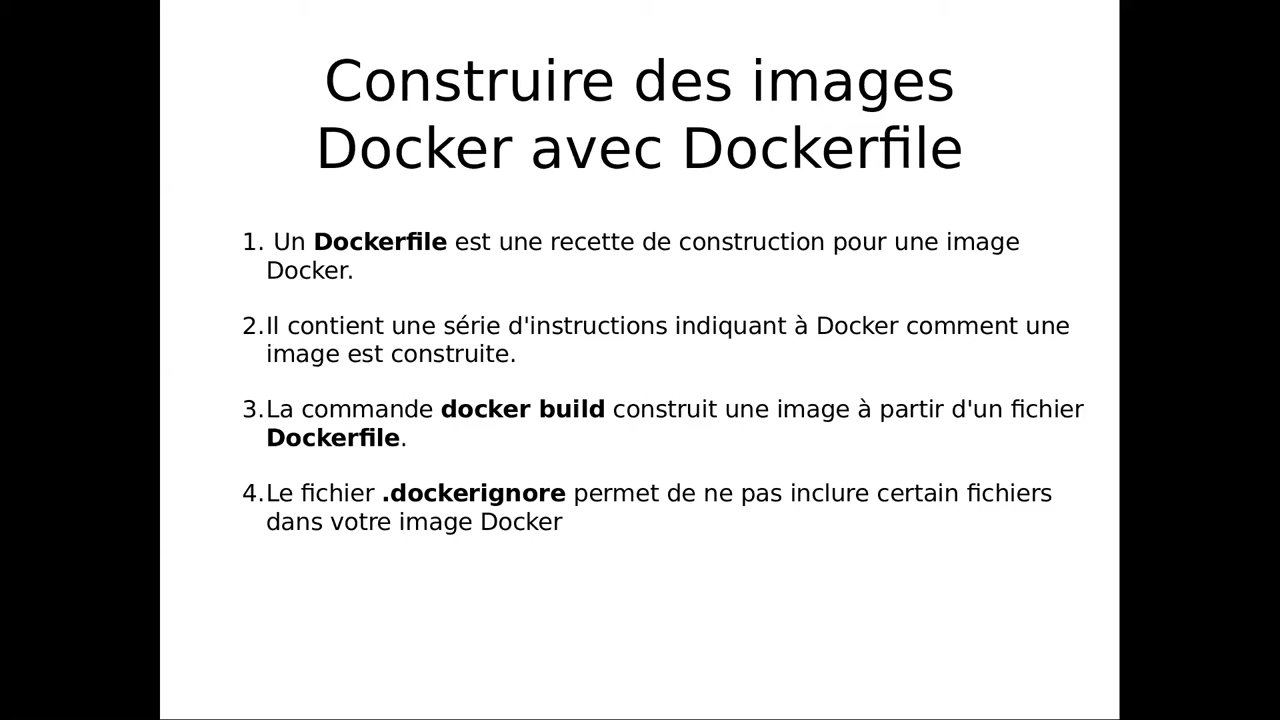 Construire des images
Docker avec Dockerfile
1. Un Dockerfile est une recette de construction pour une image
Docker.
2.Il contient une série d'instructions indiquant à Docker comment une
image est construite.
3.La commande docker build construit une image à partir d'un fichier
Dockerfile.
4.Le fichier .dockerignore permet de ne pas inclure certain fichiers
dans votre image Docker